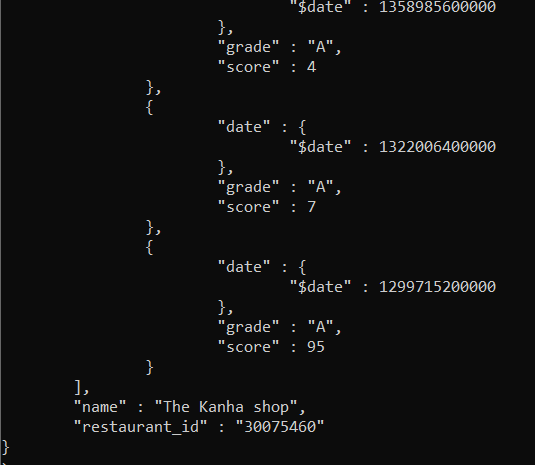 "$date" : 1358985600000
},
"grade" : "A",
"score" : 4
},
{
"date" : {
"$date" : 1322006400000
},
"grade" : "A",
"score" : 7
},
{
"date" : {
"$date" : 1299715200000
},
"grade" : "A",
"score" : 95
}
],
"name" : "The Kanha shop",
"restaurant_id" : "30075460"
}